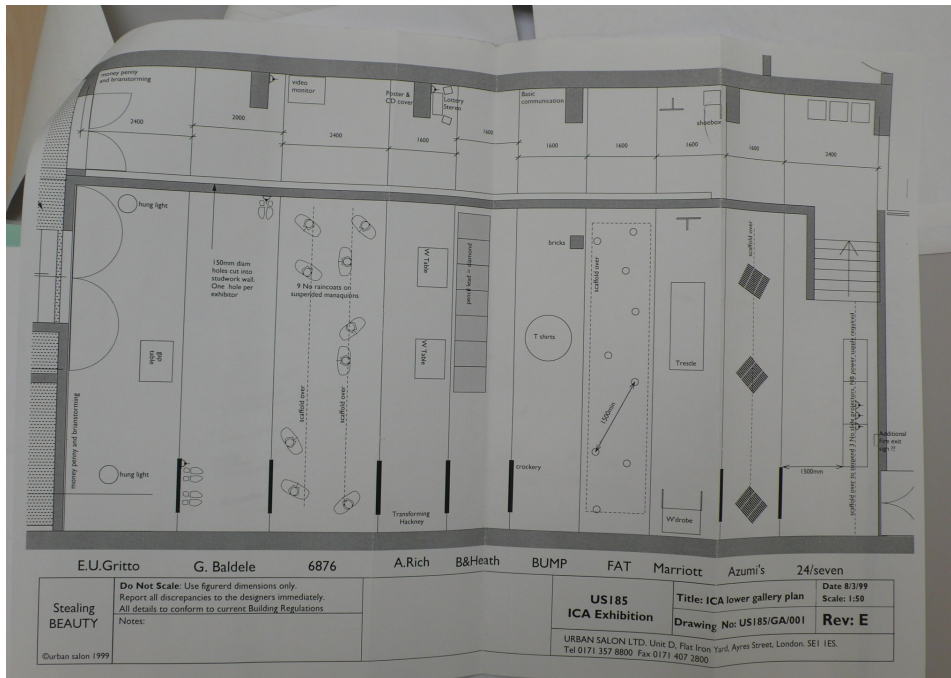 money penny
and brianstorming
video
monitor
Poster &
CD cover
Lottery
Stereo
Basic
communication
shoebox
2400
2000
2400
1600
1600
1600
1600
1600
1600
2400
hung light
150mm diam
holes cut into
studwork wall.
One hole per
exhibitor
9 No raincoats on
suspended manaquions
scaffold over
scaffold over
W Table
W Table
bricks
scaffold over
T shirts
1500mm
Trestle
scaffold over
table
money penny and brianstorming
hung light
crockery
Transforming
Hackney
W'drobe
1500mm
Additional
fire exit
sign ??
E.U.Gritto
G. Baldele
6876
A.Rich
B&Heath
BUMP
FAT
Marriott
Azumi's
24/seven
Stealing
BEAUTY
©urban salon 1999
Do Not Scale: Use figurerd dimensions only.
Report all discrepancies to the designers immediately.
All details to conform to current Building Regulations
Notes:
US185
ICA Exhibition
Title: ICA lower gallery plan
Drawing No: US185/GA/001
Date 8/3/99
Scale: 1:50
Rev: E
URBAN SALON LTD. Unit D, Flat Iron Yard, Ayres Street, London. SE1 1ES.
Tel 0171 357 8800 Fax 0171 407 2800